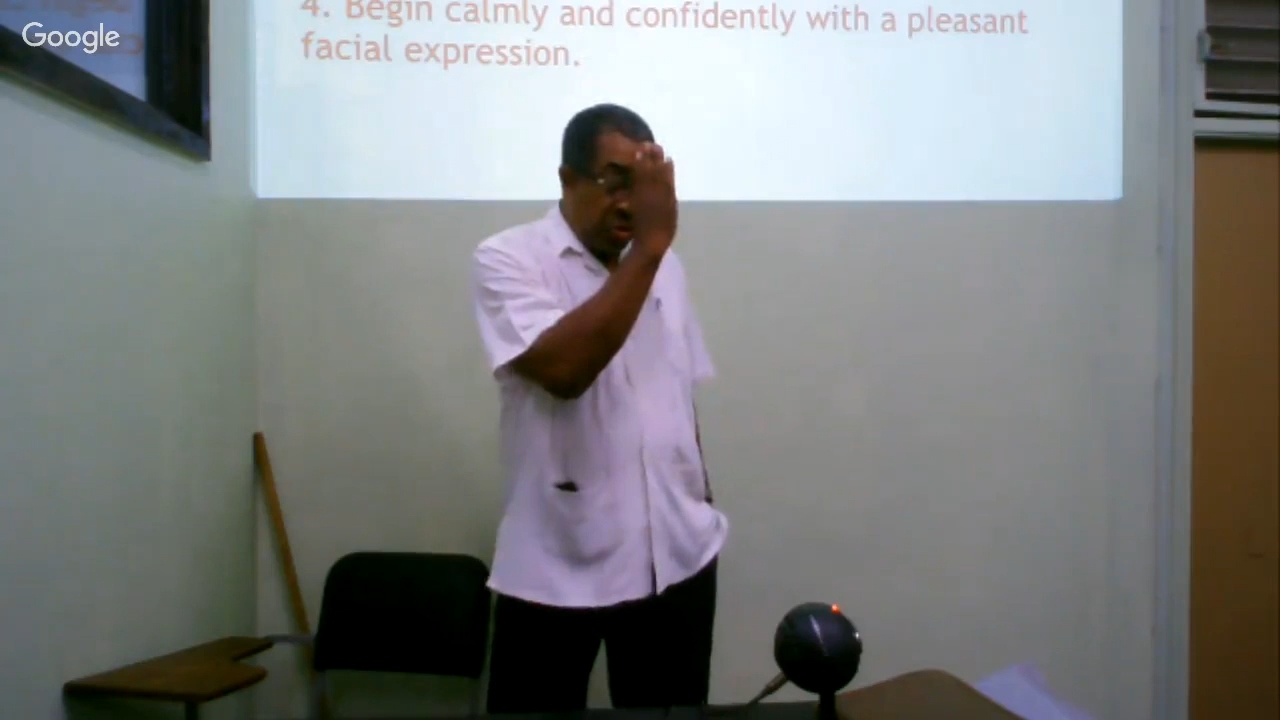 Google
4. Begin calmly and confidently with a pleasant
facial expression.